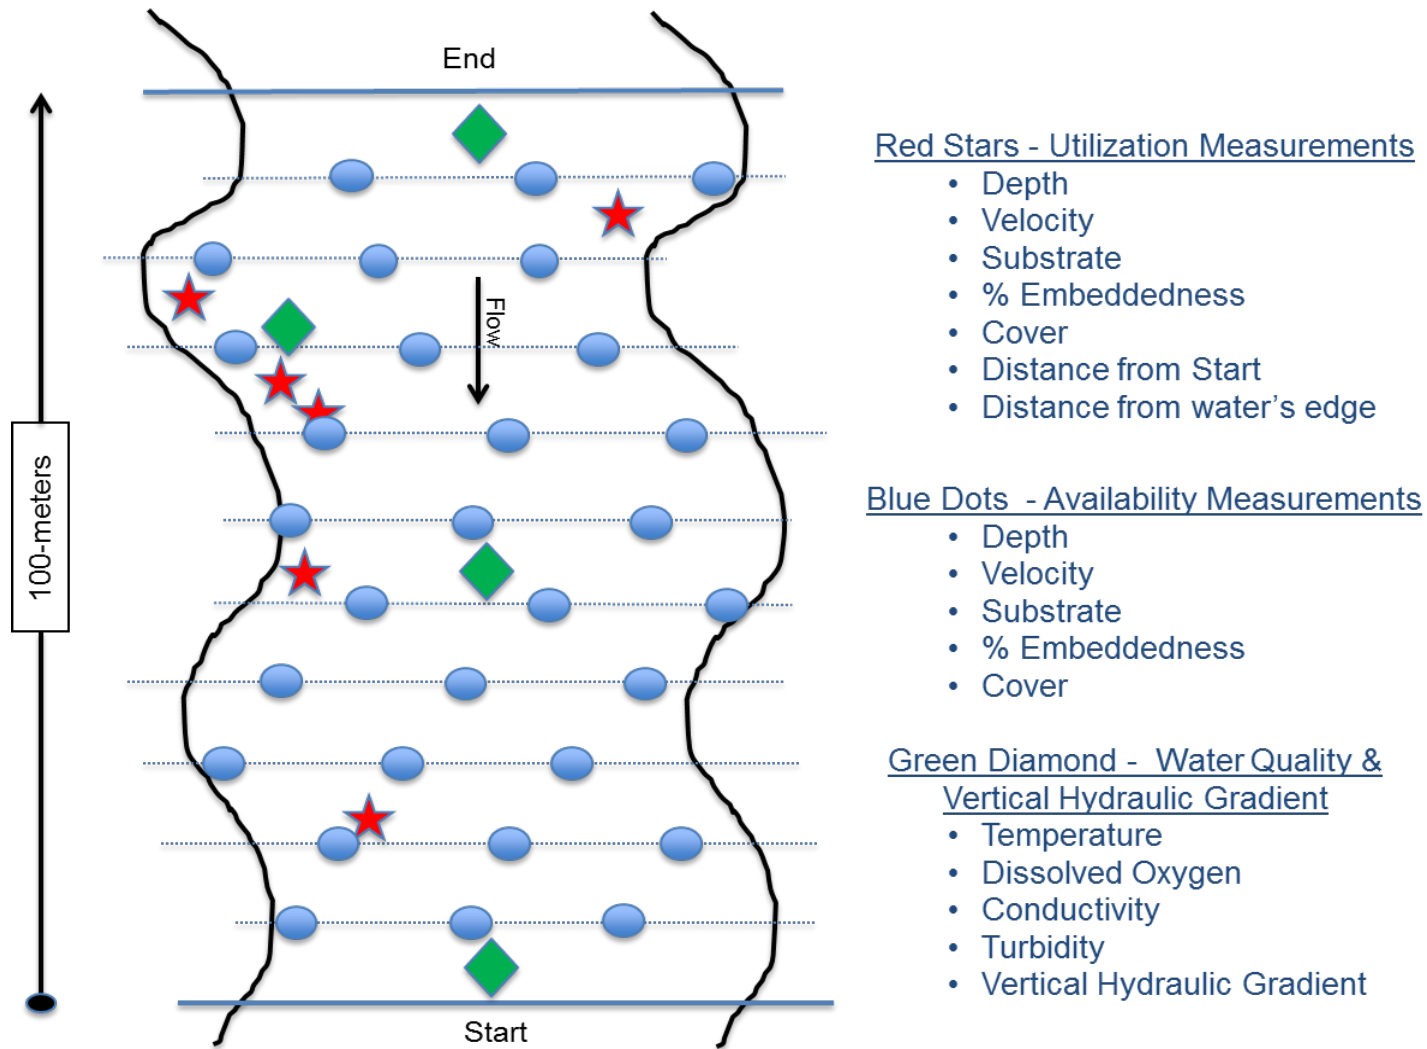 End
Flow
100-meters
Start
Red Stars - Utilization Measurements
• Depth
• Velocity
• Substrate
• % Embeddedness
• Cover
• Distance from Start
• Distance from water's edge
Blue Dots - Availability Measurements
• Depth
• Velocity
• Substrate
• % Embeddedness
• Cover
Green Diamond - Water Quality &
Vertical Hydraulic Gradient
• Temperature
• Dissolved Oxygen
• Conductivity
• Turbidity
• Vertical Hydraulic Gradient